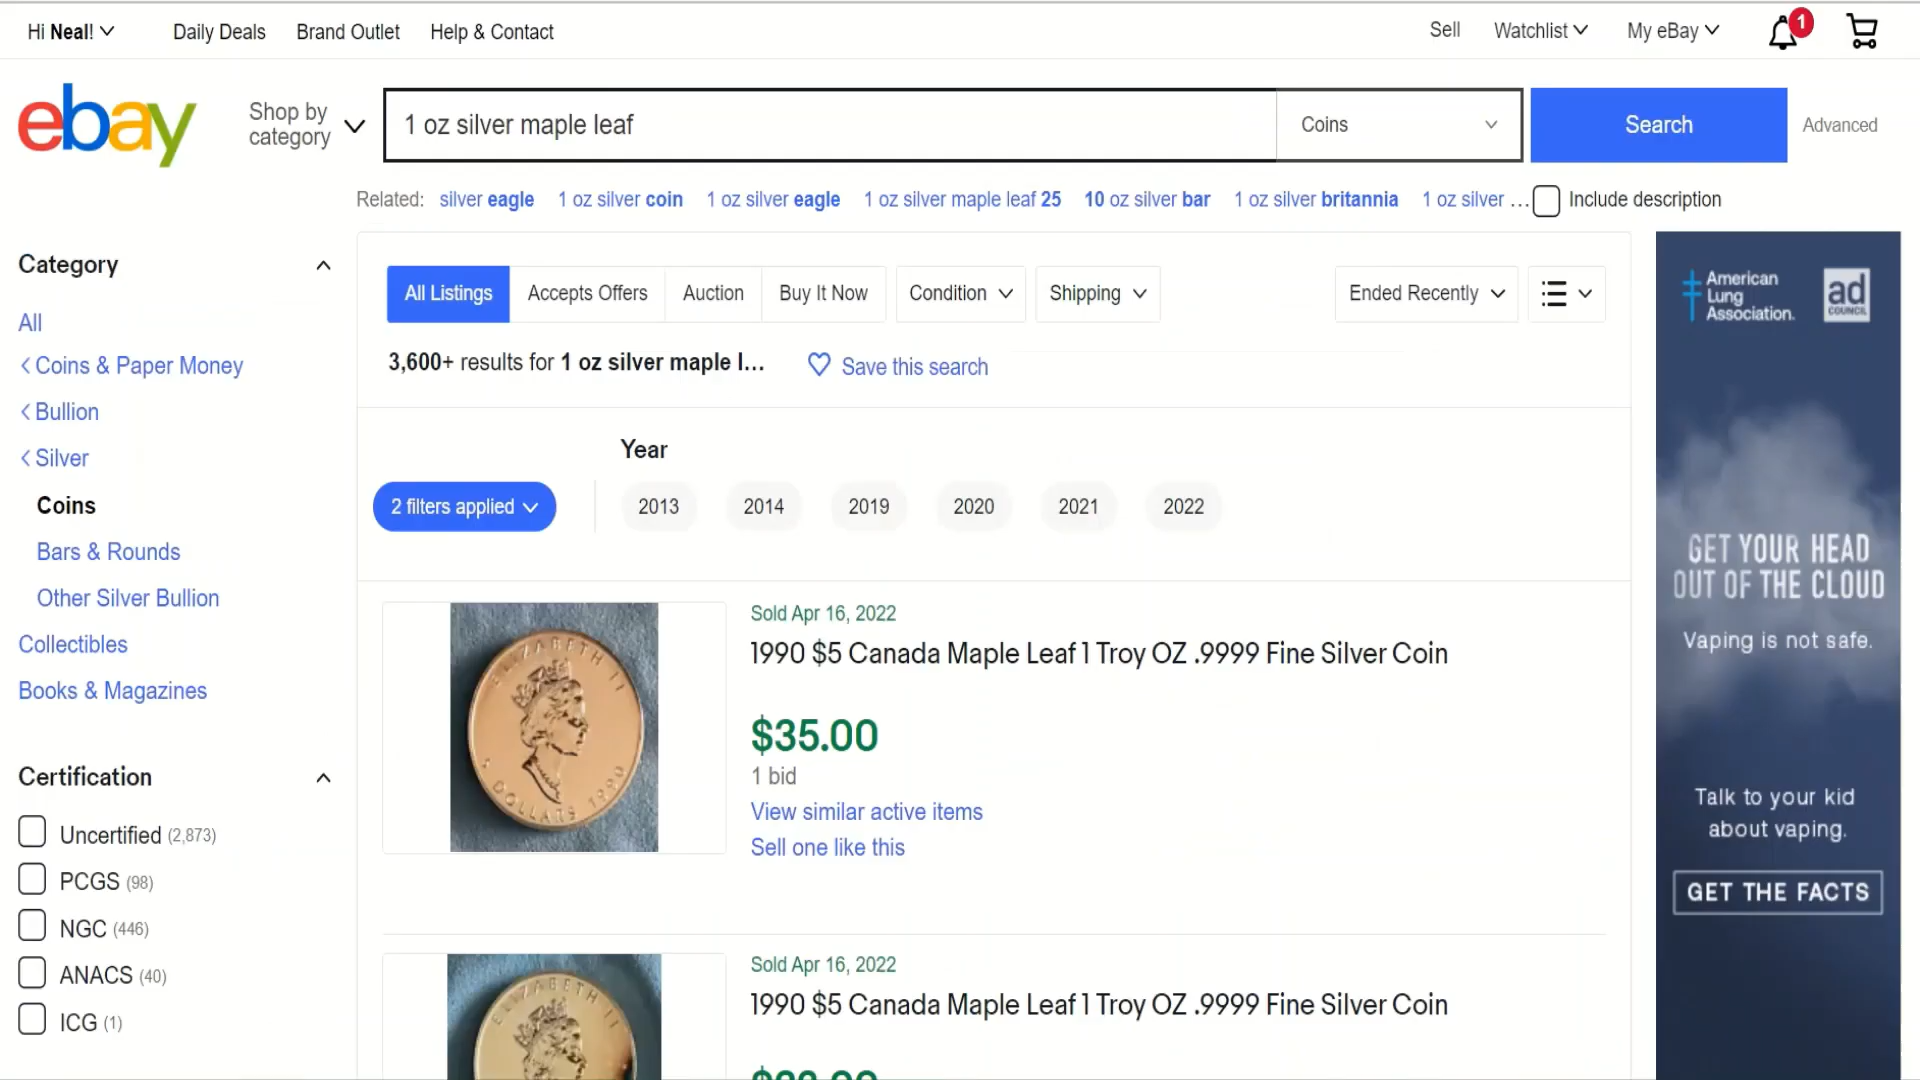 Hi Neal!
Daily Deals
Brand Outlet
Help & Contact
Sell
Watchlist
My eBay
1
ebay
Shop by
category
1 oz silver maple leaf
Coins
Search
Advanced
Related: silver eagle 1 oz silver coin 1 oz silver eagle 1 oz silver maple leaf 25 10 oz silver bar 1 oz silver britannia 1 oz silver ...
Include description
Category
All
Coins & Paper Money
Bullion
Silver
Coins
Bars & Rounds
Other Silver Bullion
Collectibles
Books & Magazines
Certification
Uncertified (2,873)
PCGS (98)
NGC (446)
ANACS (40)
ICG (1)
All Listings
Accepts Offers
Auction
Buy It Now
Condition
Shipping
Ended Recently
3,600+ results for 1 oz silver maple l...
Save this search
Year
2 filters applied
2013
2014
2019
2020
2021
2022
Sold Apr 16, 2022
1990 $5 Canada Maple Leaf 1 Troy OZ .9999 Fine Silver Coin
$35.00
1 bid
View similar active items
Sell one like this
ELIZABETH II
5 DOLLARS 1990
Sold Apr 16, 2022
1990 $5 Canada Maple Leaf 1 Troy OZ .9999 Fine Silver Coin
ELIZABETH II
American
Lung
Association.
ad
COUNCIL
GET YOUR HEAD
OUT OF THE CLOUD
Vaping is not safe.
Talk to your kid
about vaping.
GET THE FACTS